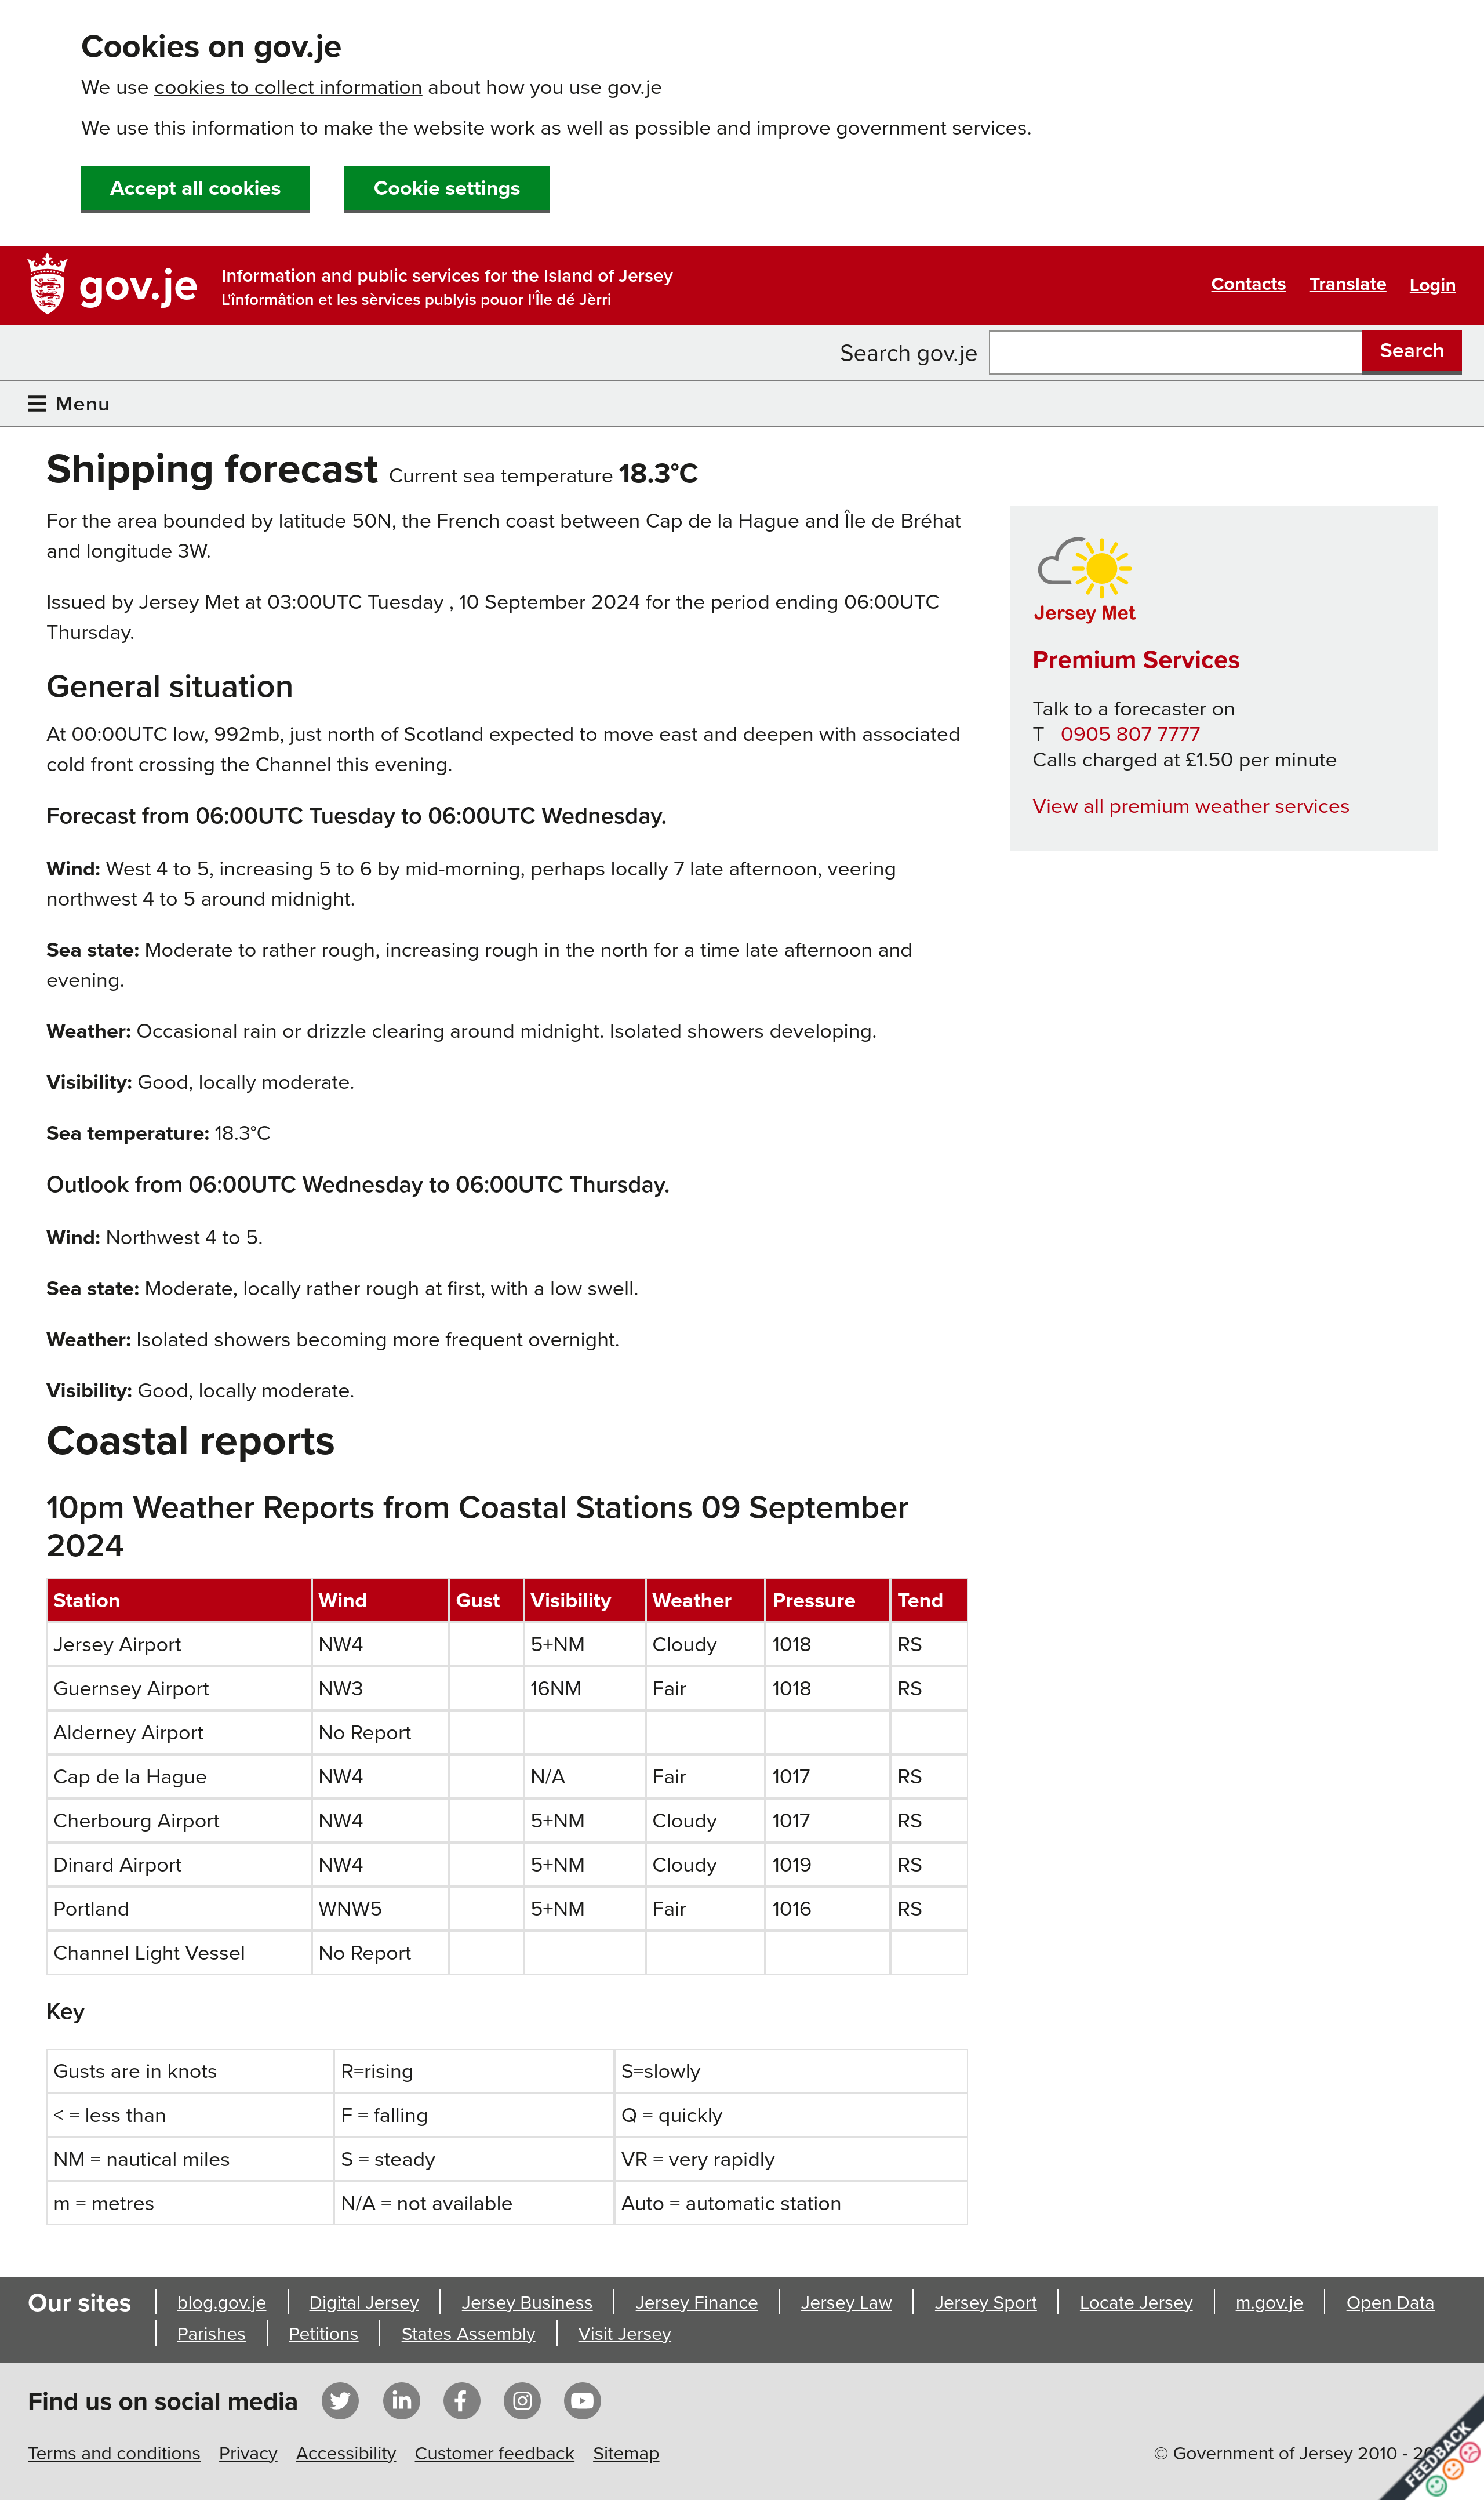 Cookies on gov.je
We use cookies to collect information about how you use gov.je
We use this information to make the website work as well as possible and improve government services.
Accept all cookies
Cookie settings
gov.je
Information and public services for the Island of Jersey
L'înformâtion et les sèrvices publyis pouor I'Île dé Jèrri
Contacts Translate Login
Search gov.je
Search
Menu
Shipping forecast Current sea temperature 18.3°C
For the area bounded by latitude 50N, the French coast between Cap de la Hague and Île de Bréhat
and longitude 3W.
Issued by Jersey Met at 03:00UTC Tuesday , 10 September 2024 for the period ending 06:00UTC
Thursday.
General situation
At 00:00UTC low, 992mb, just north of Scotland expected to move east and deepen with associated
cold front crossing the Channel this evening.
Forecast from 06:00UTC Tuesday to 06:00UTC Wednesday.
Wind: West 4 to 5, increasing 5 to 6 by mid-morning, perhaps locally 7 late afternoon, veering
northwest 4 to 5 around midnight.
Sea state: Moderate to rather rough, increasing rough in the north for a time late afternoon and
evening.
Weather: Occasional rain or drizzle clearing around midnight. Isolated showers developing.
Visibility: Good, locally moderate.
Sea temperature: 18.3°C
Outlook from 06:00UTC Wednesday to 06:00UTC Thursday.
Wind: Northwest 4 to 5.
Sea state: Moderate, locally rather rough at first, with a low swell.
Weather: Isolated showers becoming more frequent overnight.
Visibility: Good, locally moderate.
Jersey Met
Premium Services
Talk to a forecaster on
T 0905 807 7777
Calls charged at £1.50 per minute
View all premium weather services
Coastal reports
10pm Weather Reports from Coastal Stations 09 September
2024
Station Wind Gust Visibility Weather Pressure Tend
Jersey Airport NW4 5+NM Cloudy 1018 RS
Guernsey Airport NW3 16NM Fair 1018 RS
Alderney Airport No Report
Cap de la Hague NW4 N/A Fair 1017 RS
Cherbourg Airport NW4 5+NM Cloudy 1017 RS
Dinard Airport NW4 5+NM Cloudy 1019 RS
Portland WNW5 5+NM Fair 1016 RS
Channel Light Vessel No Report
Key
Gusts are in knots R=rising S=slowly
< = less than F = falling Q = quickly
NM = nautical miles S = steady VR = very rapidly
m = metres N/A = not available Auto = automatic station
Our sites blog.gov.je Digital Jersey Jersey Business Jersey Finance Jersey Law Jersey Sport Locate Jersey m.gov.je Open Data
Parishes Petitions States Assembly Visit Jersey
Find us on social media
Terms and conditions Privacy Accessibility Customer feedback Sitemap
© Government of Jersey 2010 -
FEEDBACK